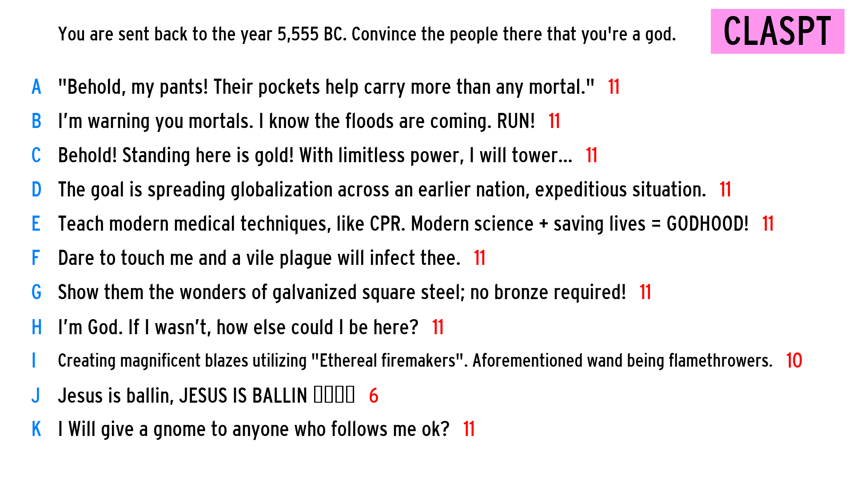 You are sent back to the year 5,555 BC. Convince the people there that you're a god.
CLASPT
A "Behold, my pants! Their pockets help carry more than any mortal." 11
B I'm warning you mortals. I know the floods are coming. RUN! 11
C Behold! Standing here is gold! With limitless power, I will tower... 11
D The goal is spreading globalization across an earlier nation, expeditious situation. 11
E Teach modern medical techniques, like CPR. Modern science + saving lives = GODHOOD! 11
F Dare to touch me and a vile plague will infect thee. 11
G Show them the wonders of galvanized square steel; no bronze required! 11
H I'm God. If I wasn't, how else could I be here? 11
I Creating magnificent blazes utilizing "Ethereal firemakers". Aforementioned wand being flamethrowers. 10
J Jesus is ballin, JESUS IS BALLIN 6
K I Will give a gnome to anyone who follows me ok? 11